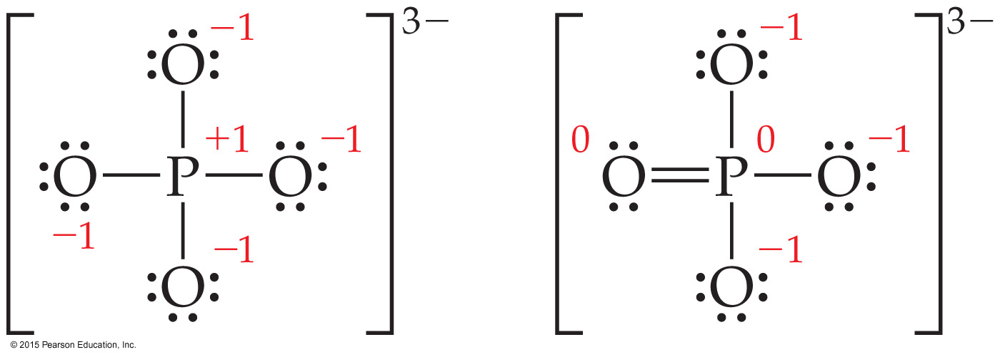 3− 3−
−1 −1
O O
+1 −1 0 0 −1
O P O O P O
−1 −1 −1
O O
© 2015 Pearson Education, Inc.